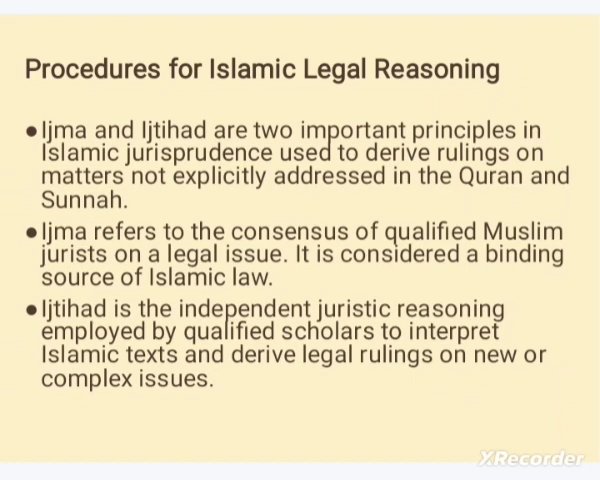 Procedures for Islamic Legal Reasoning
●Ijma and Ijtihad are two important principles in
Islamic jurisprudence used to derive rulings on
matters not explicitly addressed in the Quran and
Sunnah.
●Ijma refers to the consensus of qualified Muslim
jurists on a legal issue. It is considered a binding
source of Islamic law.
●Ijtihad is the independent juristic reasoning
employed by qualified scholars to interpret
Islamic texts and derive legal rulings on new or
complex issues.
XRecorder